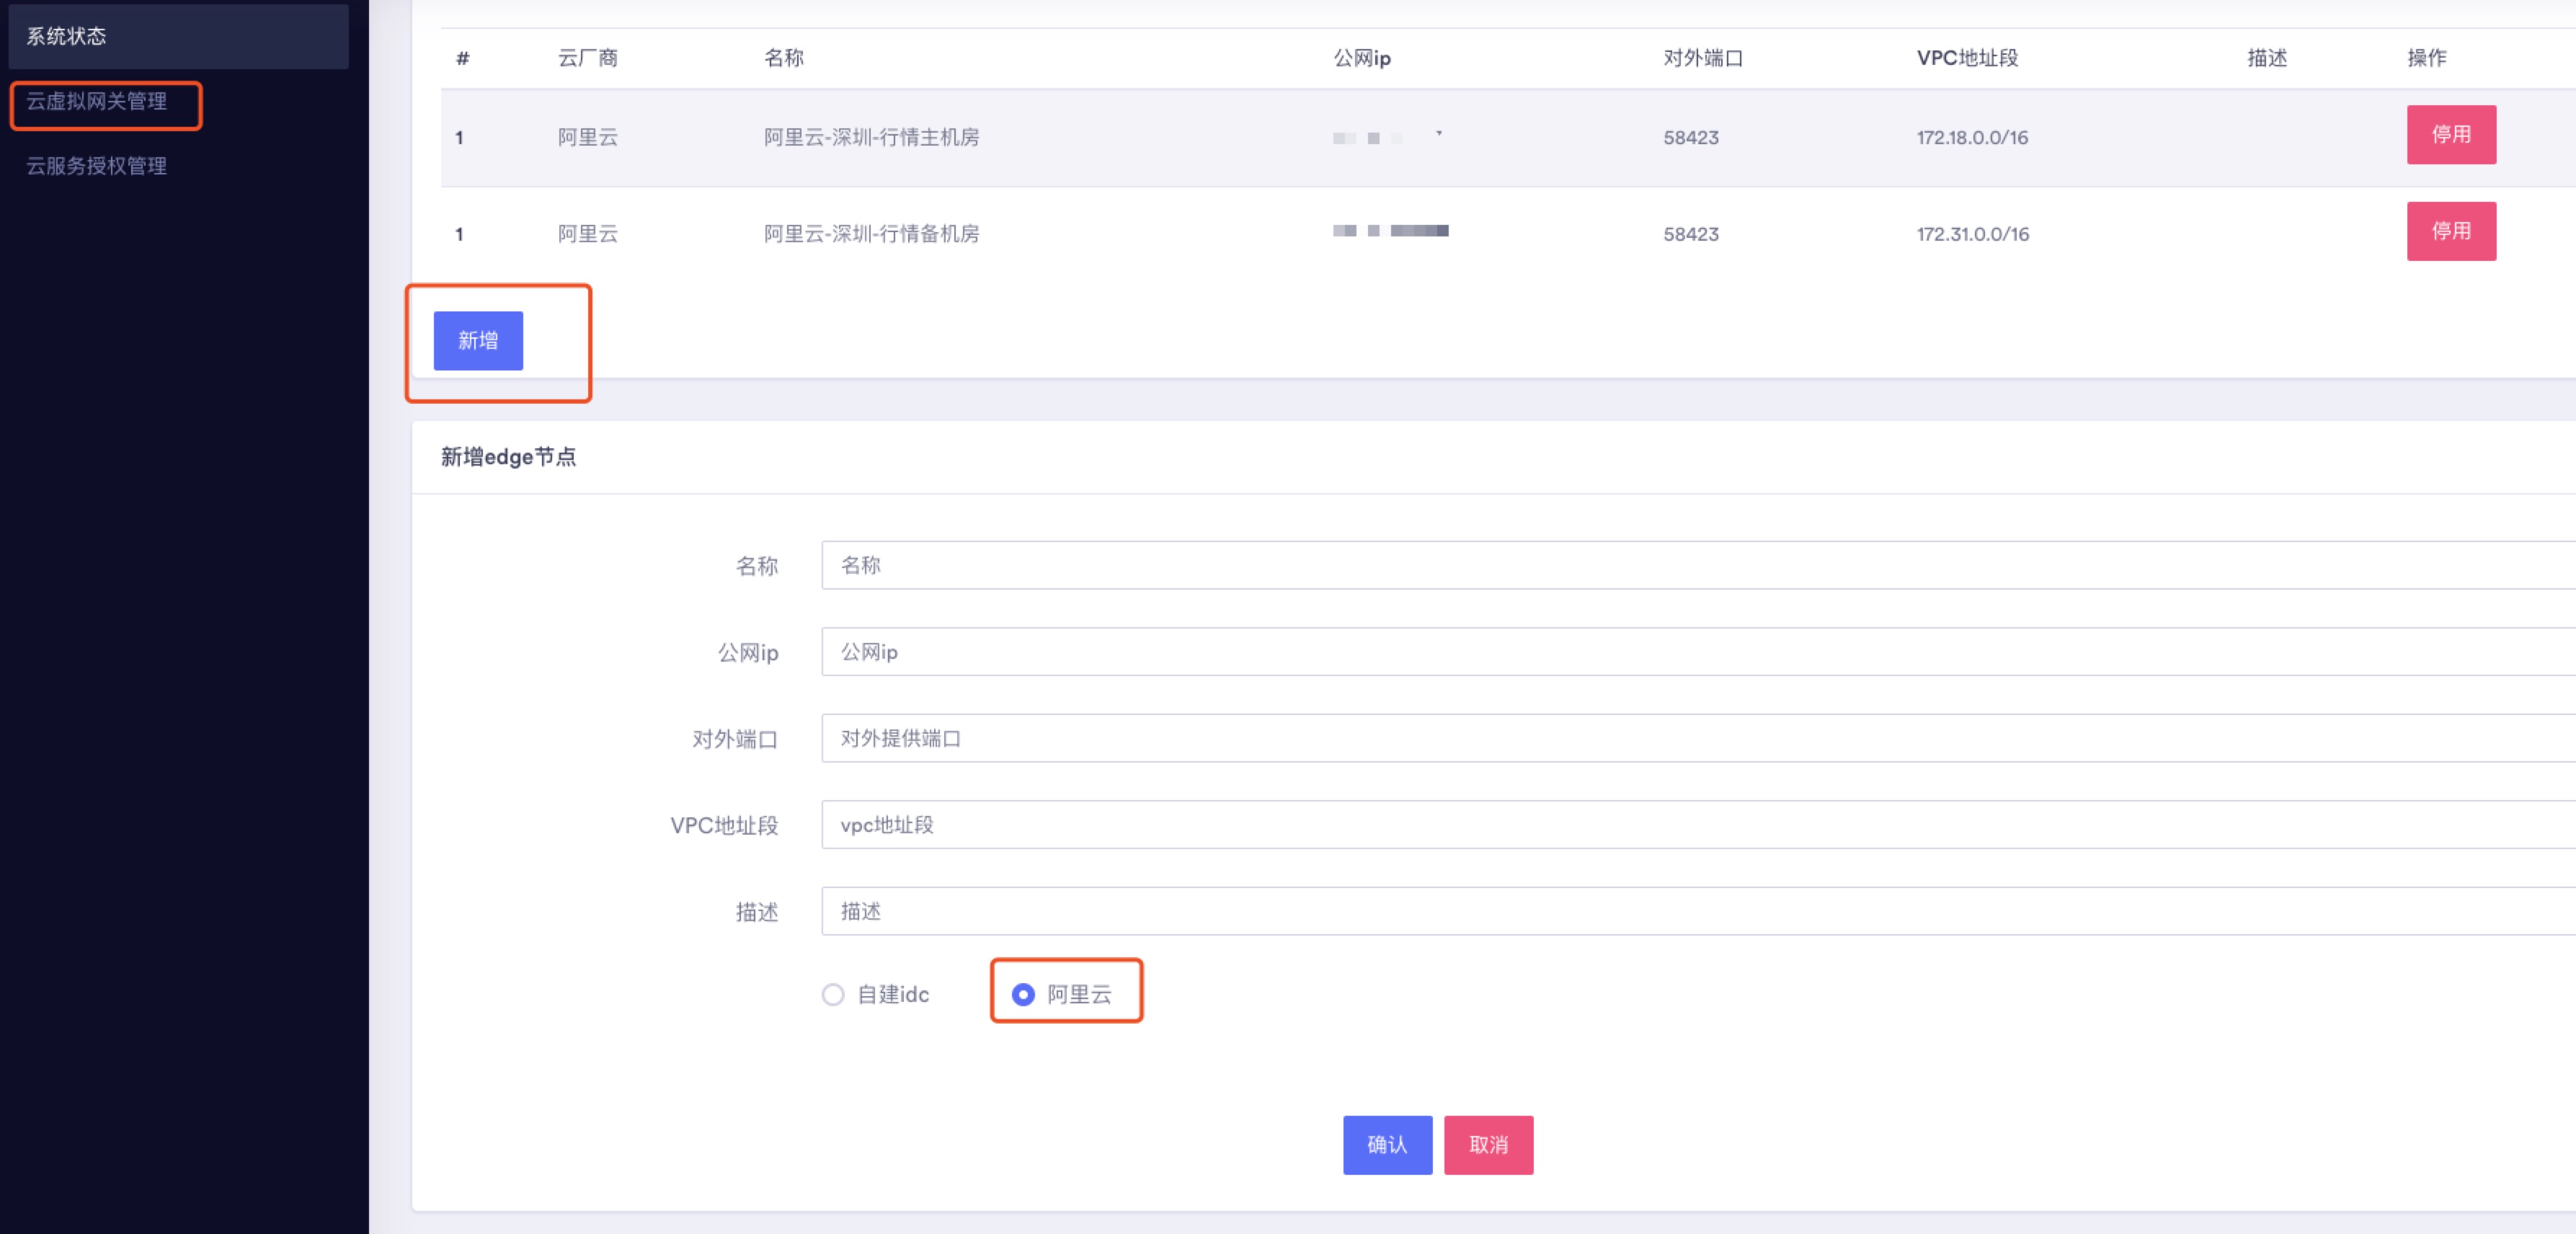 系统状态
云虚拟网关管理
云服务授权管理
# 云厂商 名称 公网ip 对外端口 VPC地址段 描述 操作
1 阿里云 阿里云-深圳-行情主机房 58423 172.18.0.0/16 停用
1 阿里云 阿里云-深圳-行情备机房 58423 172.31.0.0/16 停用
新增
新增edge节点
名称 名称
公网ip 公网ip
对外端口 对外提供端口
VPC地址段 vpc地址段
描述 描述
自建idc 阿里云
确认 取消